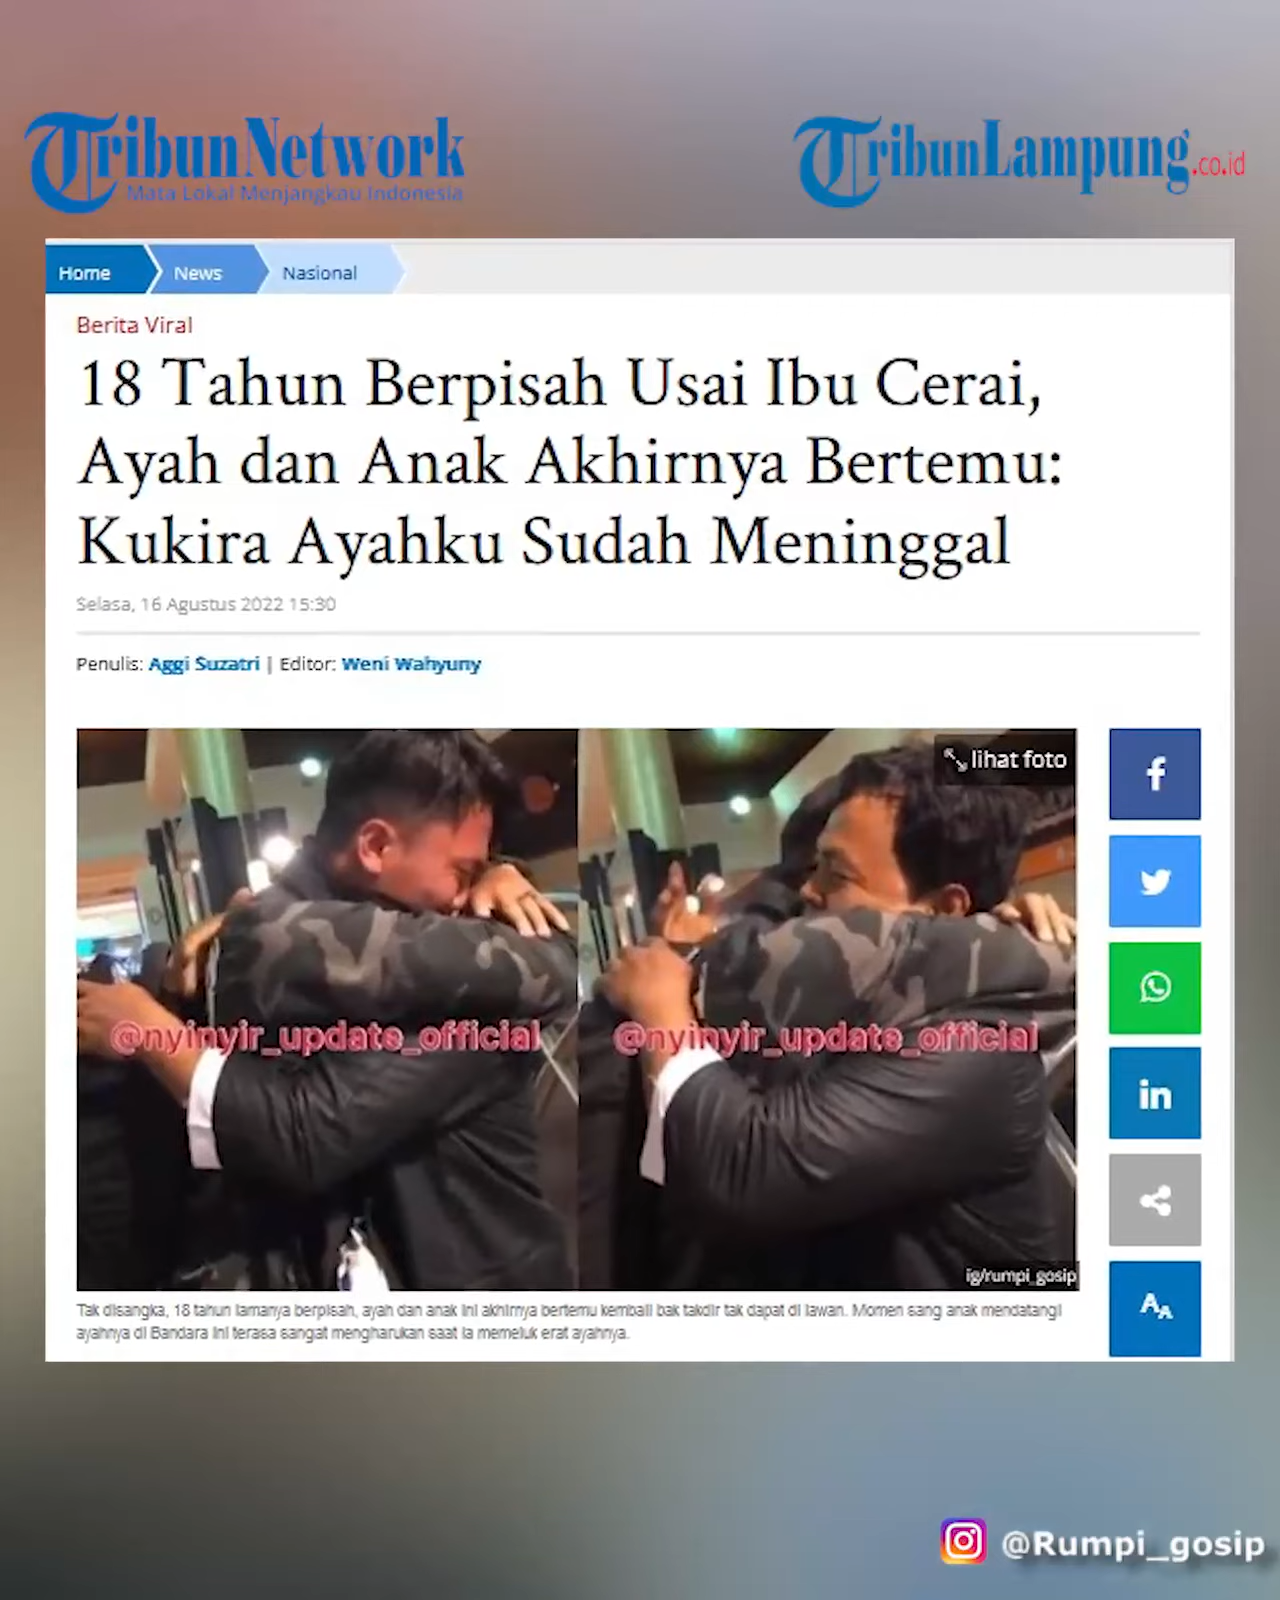 TribunNetwork
Mata Lokal Menjangkau Indonesia
TribunLampung.co.id
Home
News
Nasional
Berita Viral
18 Tahun Berpisah Usai Ibu Cerai,
Ayah dan Anak Akhirnya Bertemu:
Kukira Ayahku Sudah Meninggal
Selasa, 16 Agustus 2022 15:30
Penulis: Aggi Suzatri | Editor: Weni Wahyuny
lihat foto
@nyinyir_update_official
@nyinyir_update_official
ig/rumpi_gosip
Tak disangka, 18 tahun lamanya berpisah, ayah dan anak ini akhirnya bertemu kembali bak takdir tak dapat di lawan. Momen sang anak mendatangi
ayahnya di Bandara ini terasa sangat mengharukan saat ia memeluk erat ayahnya.
f
in
AA
@Rumpi_gosip